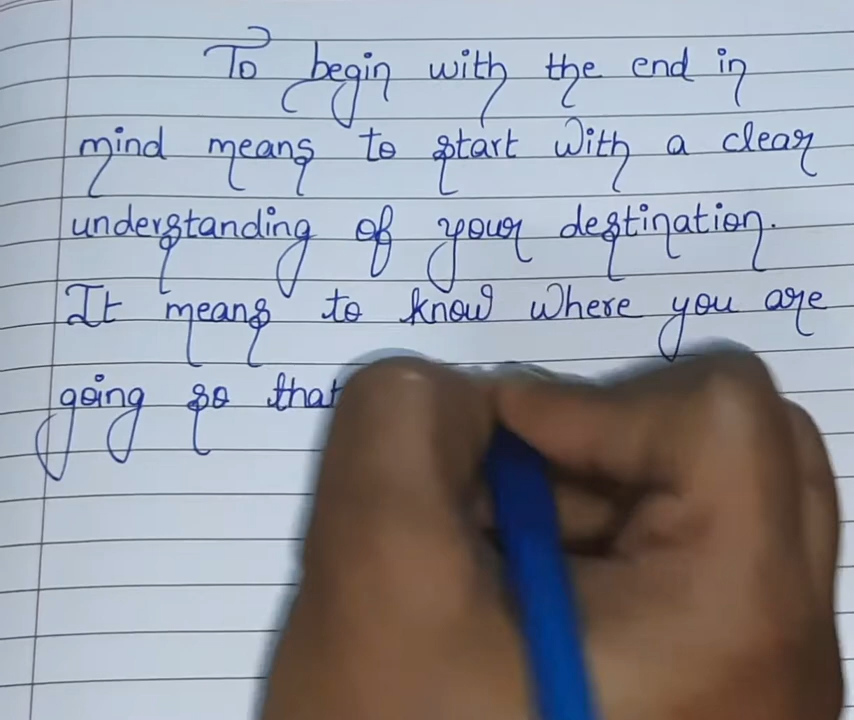 To begin with the end in
mind means to start with a clear
understanding of your destination.
It means to know where you are
going so that